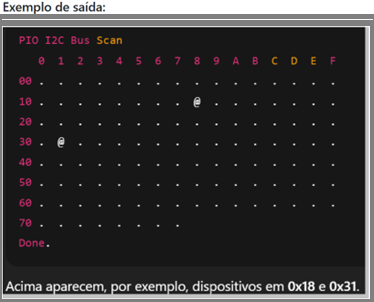 Exemplo de saída:
PIO I2C Bus Scan
0 1 2 3 4 5 6 7 8 9 A B C D E F
00 . . . . . . . . . . . . . . . .
10 . . . . . . . . @ . . . . . . .
20 . . . . . . . . . . . . . . . .
30 . @ . . . . . . . . . . . . . .
40 . . . . . . . . . . . . . . . .
50 . . . . . . . . . . . . . . . .
60 . . . . . . . . . . . . . . . .
70 . . . . . . . .
Done.
Acima aparecem, por exemplo, dispositivos em 0x18 e 0x31.